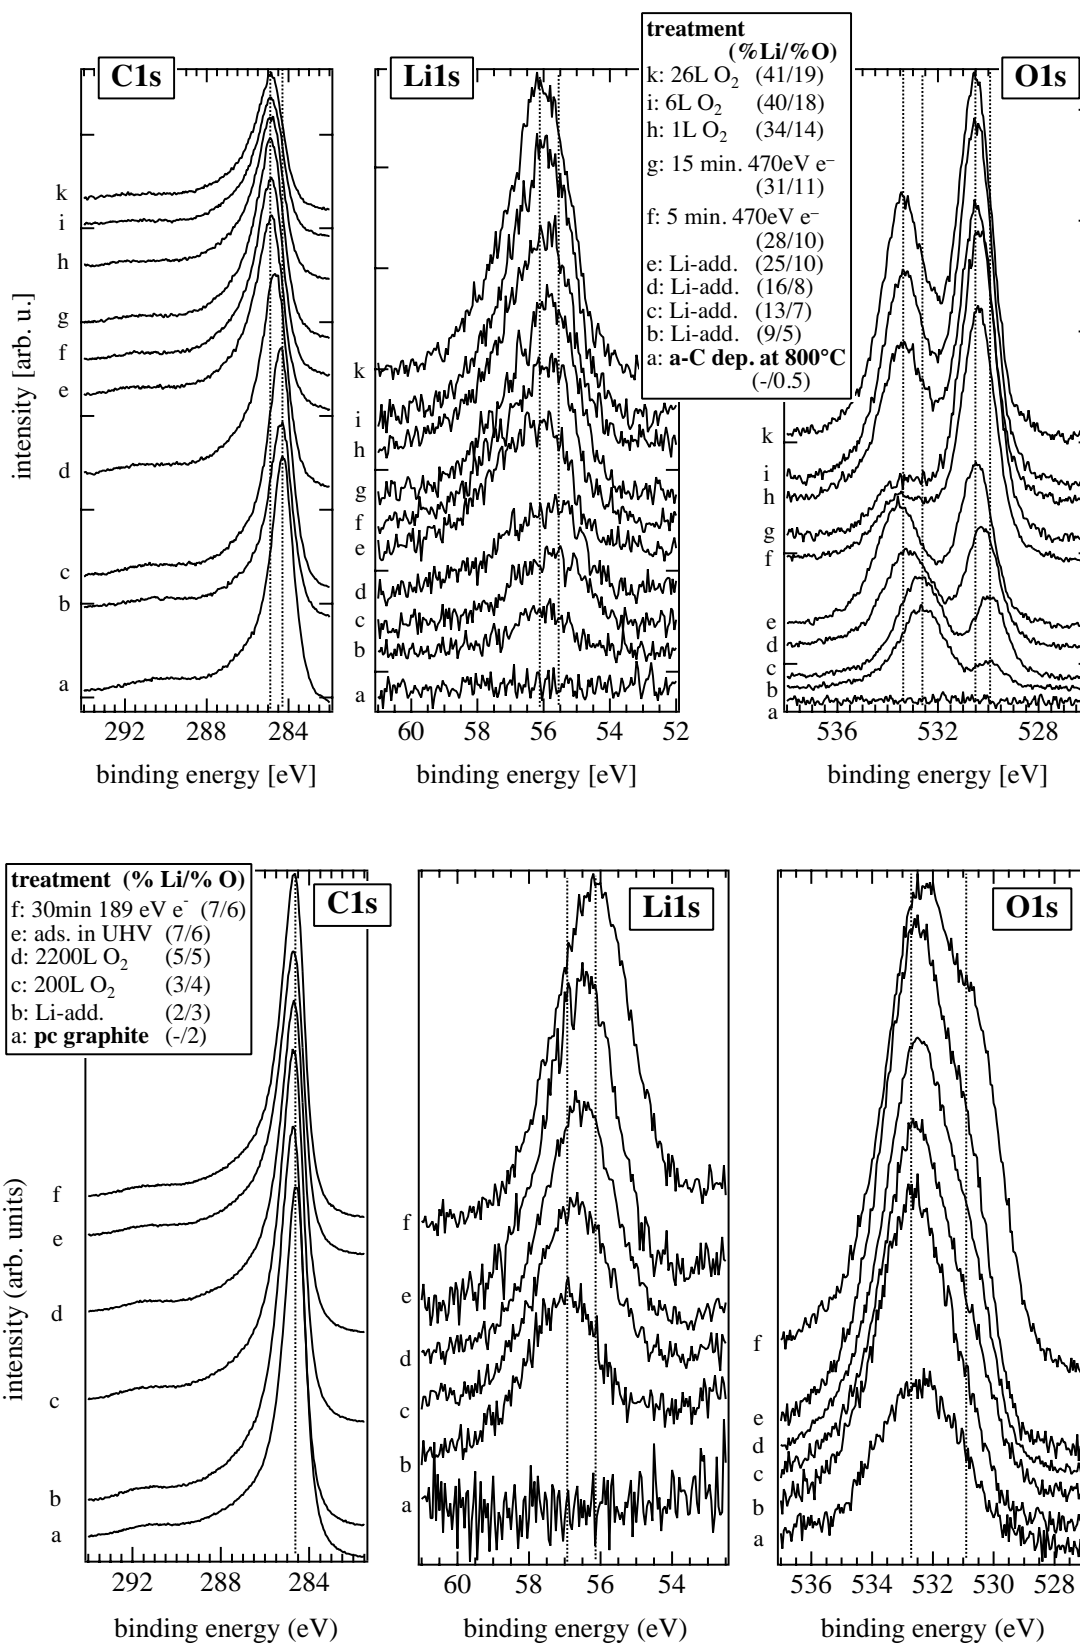 C1s
Li1s
treatment
(%Li/%O)
k: 26L O2 (41/19)
i: 6L O2 (40/18)
h: 1L O2 (34/14)
g: 15 min. 470eV e–
(31/11)
f: 5 min. 470eV e–
(28/10)
e: Li-add. (25/10)
d: Li-add. (16/8)
c: Li-add. (13/7)
b: Li-add. (9/5)
a: a-C dep. at 800°C
(-/0.5)
O1s
intensity [arb. u.]
k
i
h
g
f
e
d
c
b
a
k
i
h
g
f
e
d
c
b
a
k
i
h
g
f
e
d
c
b
a
292 288 284
60 56 52
536 532 528
binding energy [eV]
binding energy [eV]
binding energy [eV]
treatment (% Li/% O)
f: 30min 189 eV e- (7/6)
e: ads. in UHV (7/6)
d: 2200L O2 (5/5)
c: 200L O2 (3/4)
b: Li-add. (2/3)
a: pc graphite (-/2)
C1s
Li1s
O1s
intensity (arb. units)
f
e
d
c
b
a
f
e
d
c
b
a
f
e
d
c
b
a
292 288 284
60 58 56 54
536 534 532 530 528
binding energy (eV)
binding energy (eV)
binding energy (eV)